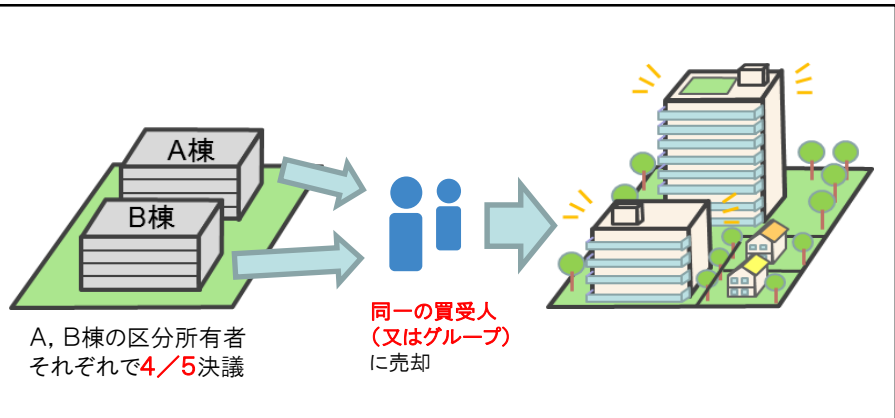 A棟
B棟
A, B棟の区分所有者
それぞれで4／5決議
同一の買受人
（又はグループ）
に売却